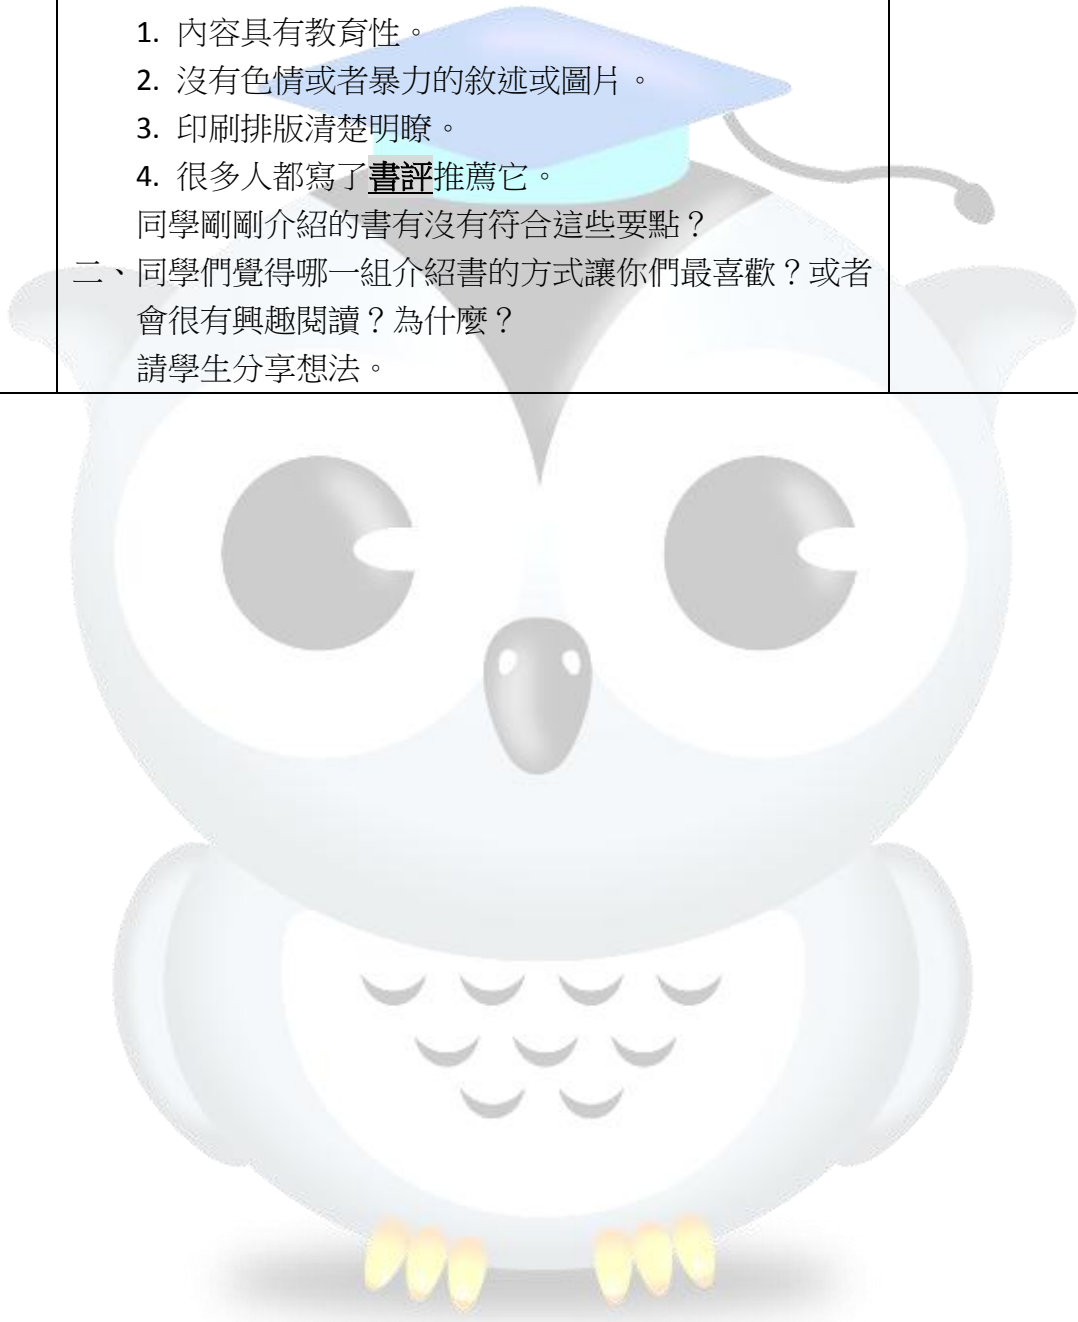 1. 內容具有教育性。
2. 沒有色情或者暴力的敘述或圖片。
3. 印刷排版清楚明瞭。
4. 很多人都寫了書評推薦它。
同學剛剛介紹的書有沒有符合這些要點？
二、同學們覺得哪一組介紹書的方式讓你們最喜歡？或者
會很有興趣閱讀？為什麼？
請學生分享想法。